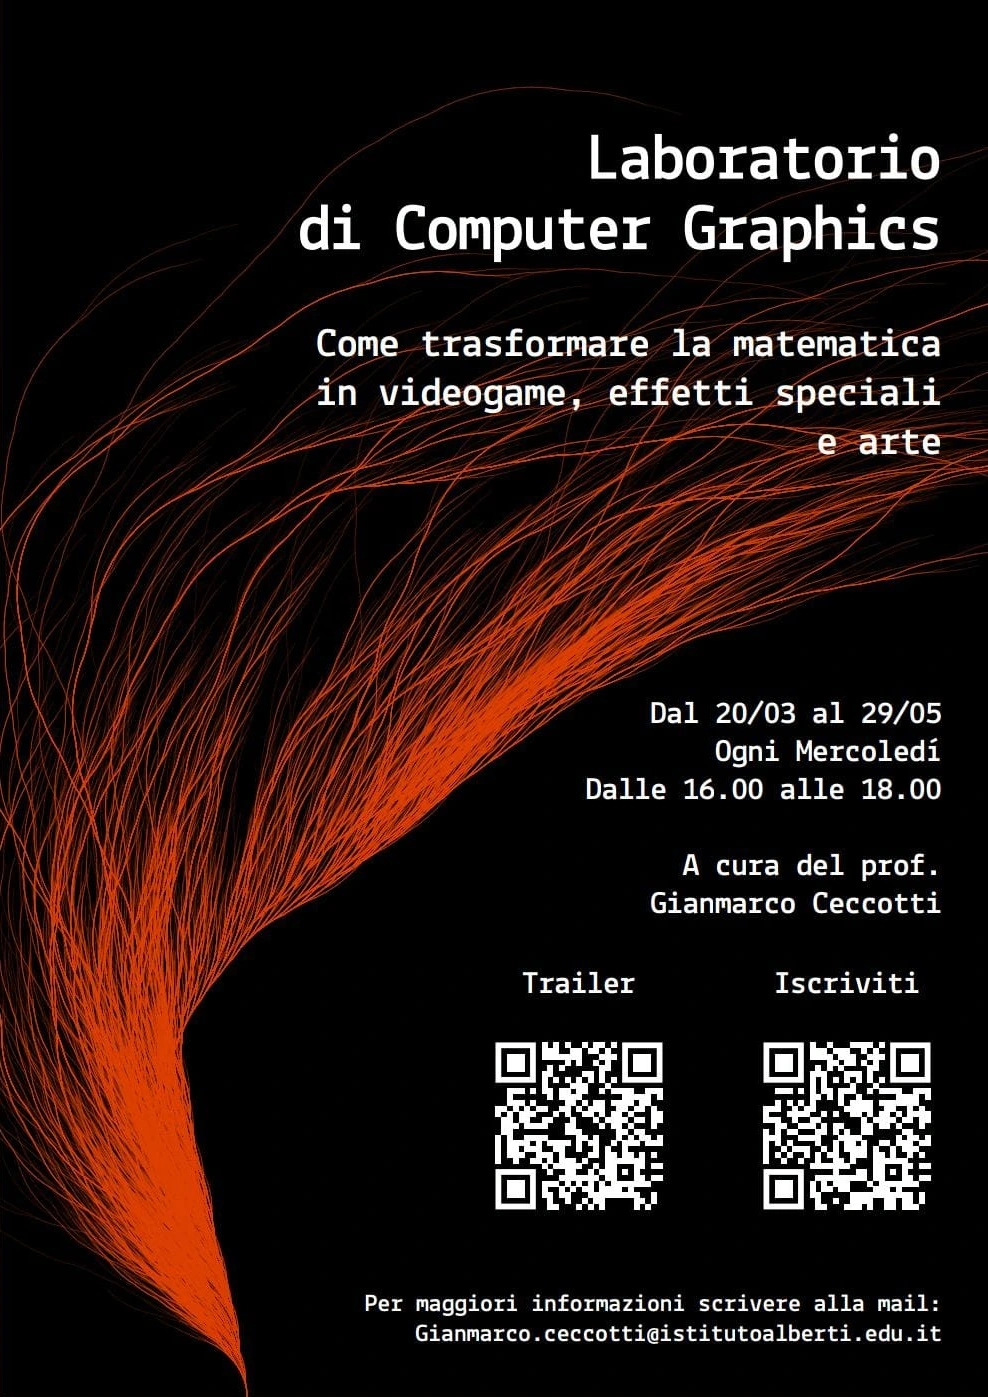 Laboratorio
di Computer Graphics
Come trasformare la matematica
in videogame, effetti speciali
e arte
Dal 20/03 al 29/05
Ogni Mercoledí
Dalle 16.00 alle 18.00
A cura del prof.
Gianmarco Ceccotti
Trailer
Iscriviti
Per maggiori informazioni scrivere alla mail:
Gianmarco.ceccotti@istitutoalberti.edu.it